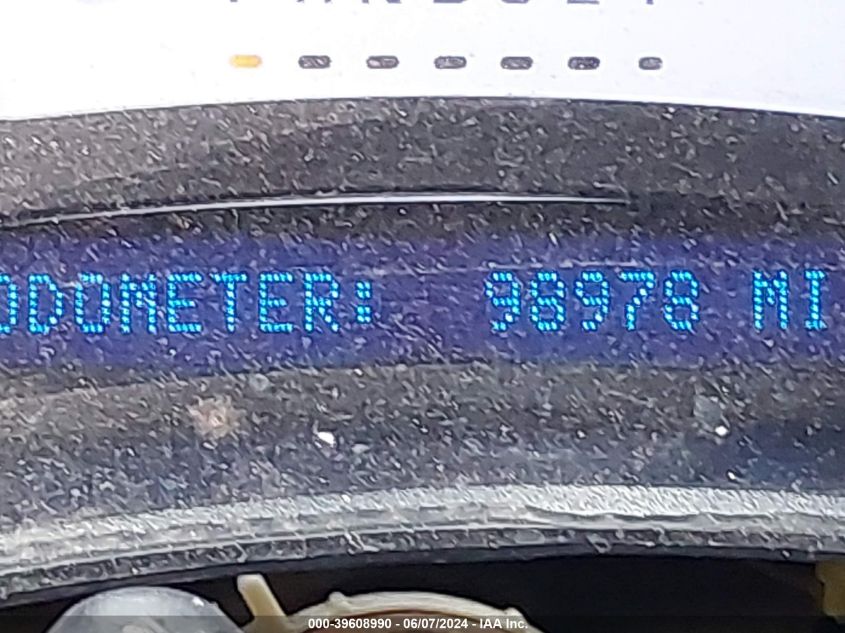 ODOMETER: 98978 MI
000-39608990 - 06/07/2024 - IAA Inc.